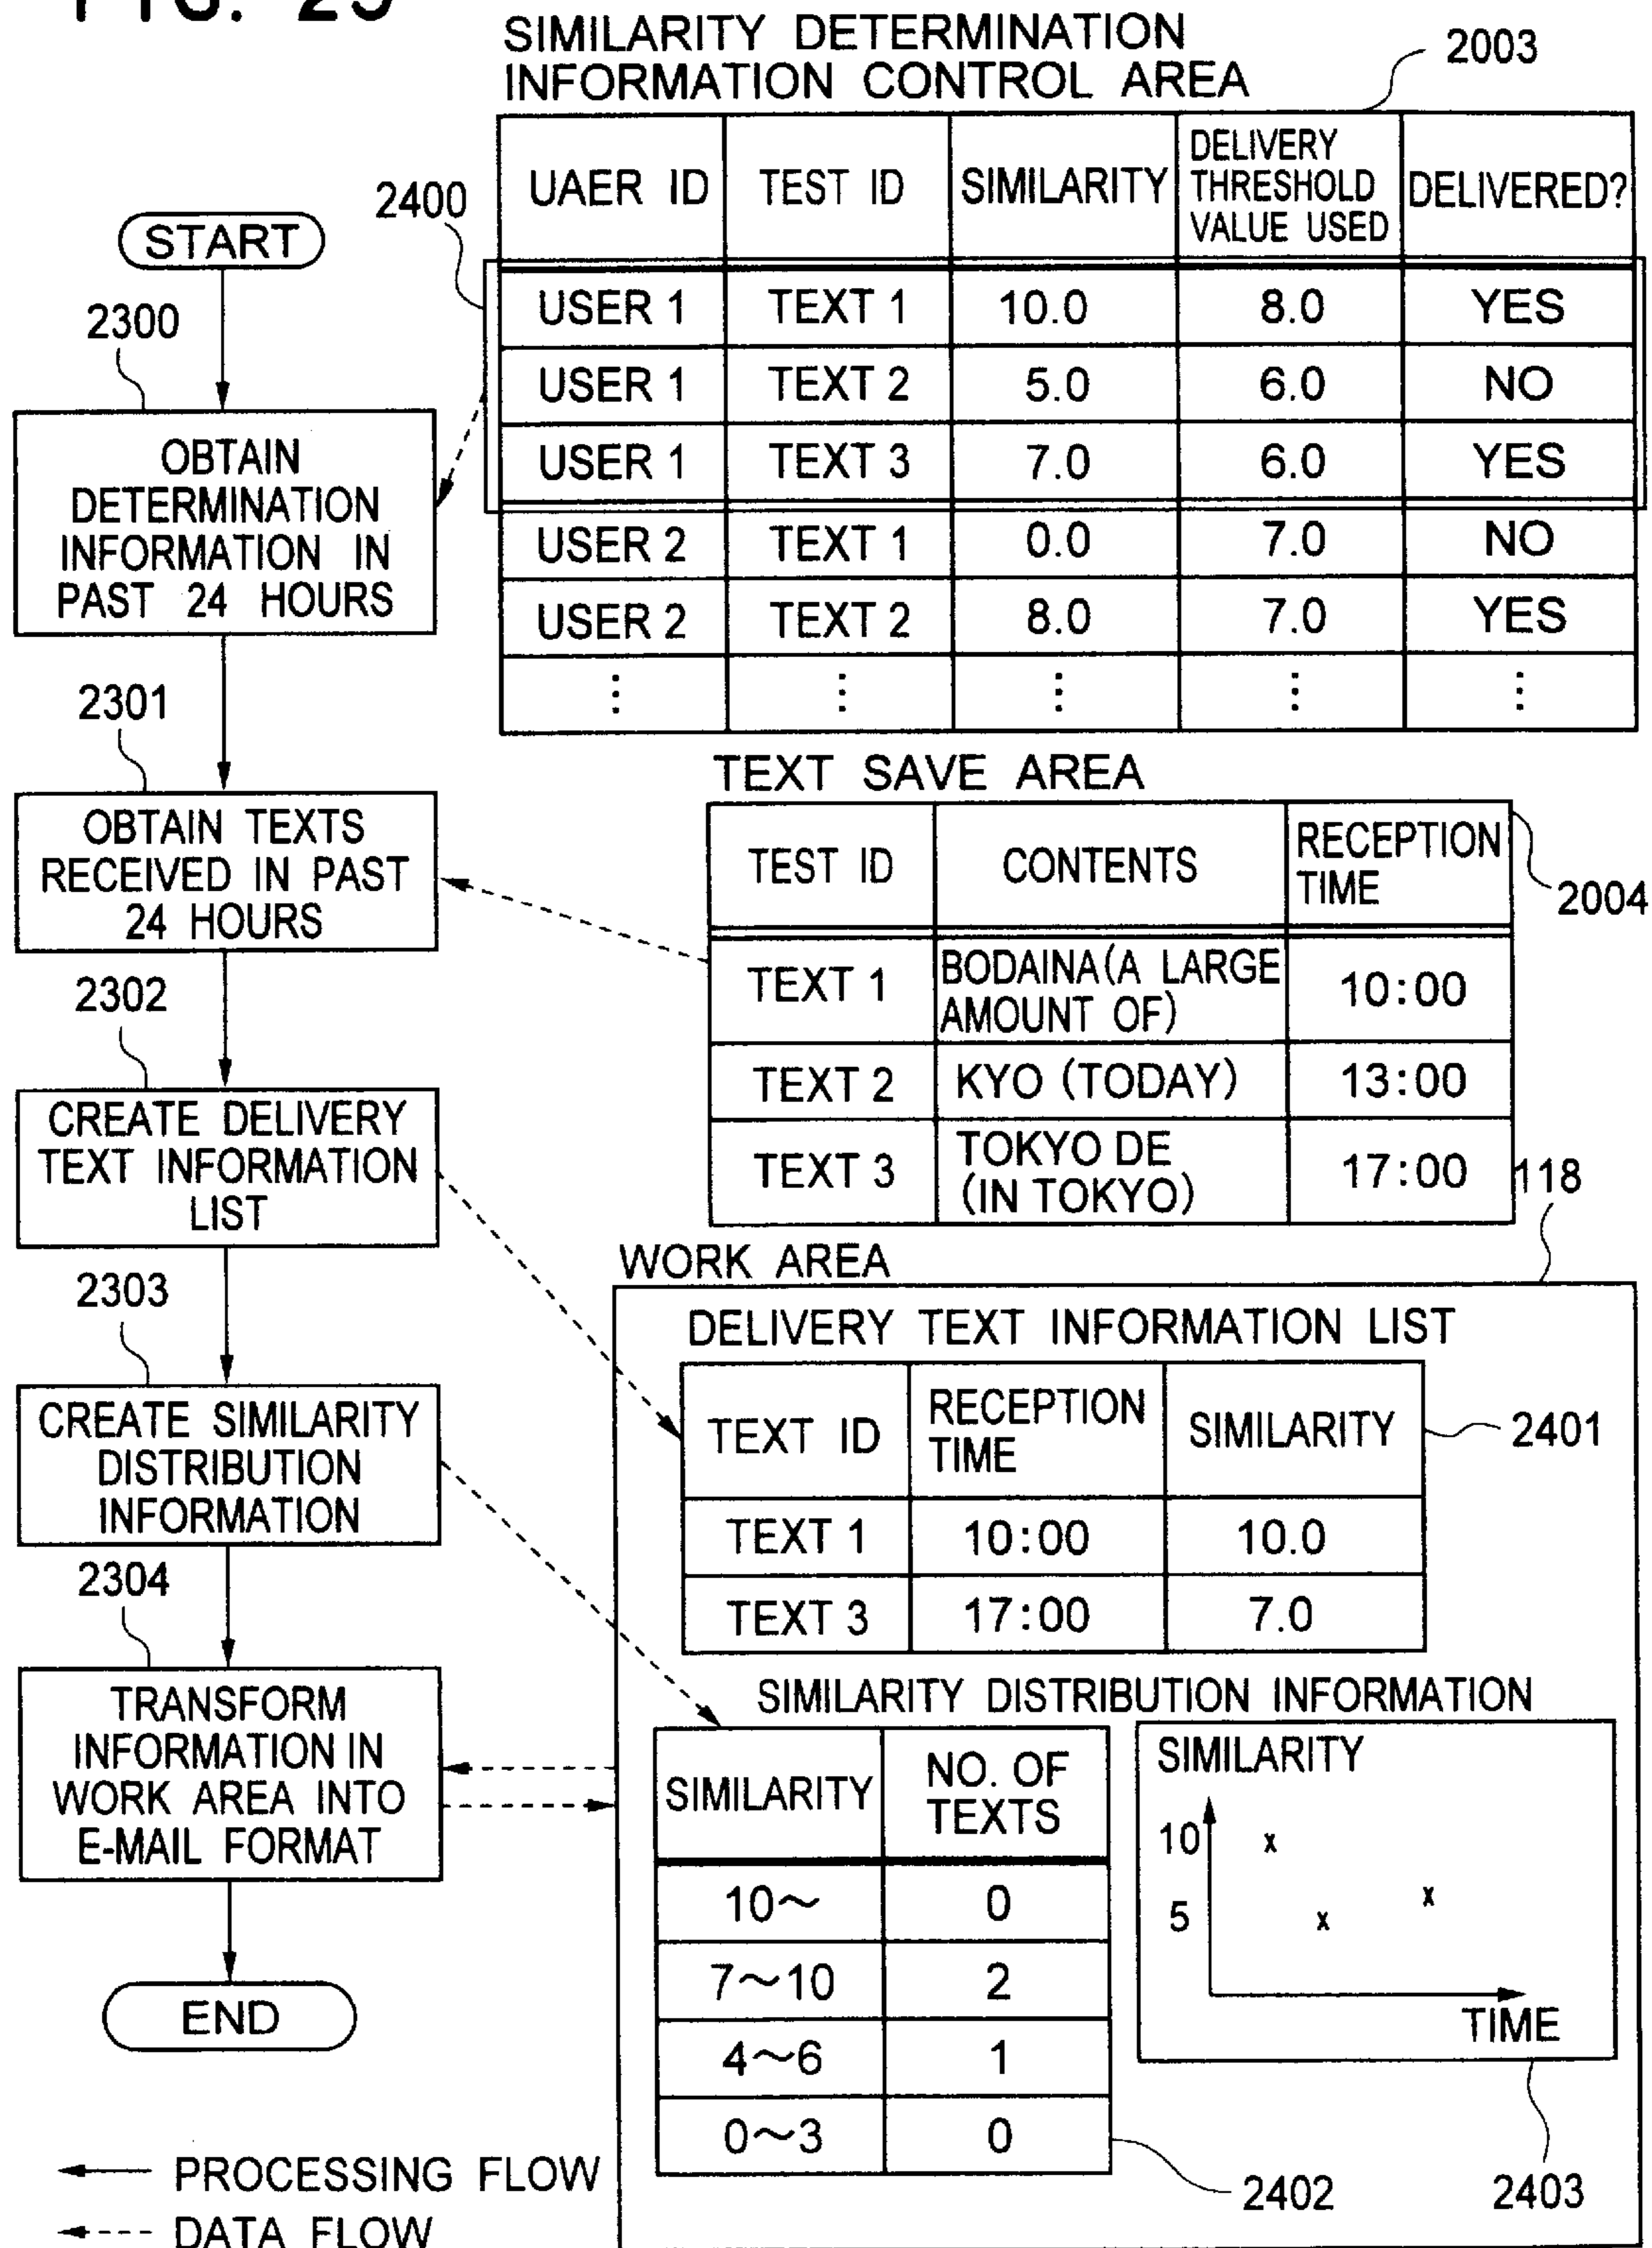 FIG. 25
SIMILARITY DETERMINATION
INFORMATION CONTROL AREA
2003
UAER ID
TEST ID
SIMILARITY
DELIVERY
THRESHOLD
VALUE USED
DELIVERED?
2400
USER 1 TEXT 1 10.0 8.0 YES
USER 1 TEXT 2 5.0 6.0 NO
USER 1 TEXT 3 7.0 6.0 YES
USER 2 TEXT 1 0.0 7.0 NO
USER 2 TEXT 2 8.0 7.0 YES
⋮ ⋮ ⋮ ⋮ ⋮
START
2300
OBTAIN
DETERMINATION
INFORMATION IN
PAST 24 HOURS
2301
OBTAIN TEXTS
RECEIVED IN PAST
24 HOURS
2302
CREATE DELIVERY
TEXT INFORMATION
LIST
2303
CREATE SIMILARITY
DISTRIBUTION
INFORMATION
2304
TRANSFORM
INFORMATION IN
WORK AREA INTO
E-MAIL FORMAT
END
TEXT SAVE AREA
TEST ID
CONTENTS
RECEPTION
TIME
2004
TEXT 1
BODAINA(A LARGE
AMOUNT OF)
10:00
TEXT 2 KYO (TODAY) 13:00
TEXT 3
TOKYO DE
(IN TOKYO)
17:00
118
WORK AREA
DELIVERY TEXT INFORMATION LIST
TEXT ID
RECEPTION
TIME
SIMILARITY
2401
TEXT 1 10:00 10.0
TEXT 3 17:00 7.0
SIMILARITY DISTRIBUTION INFORMATION
SIMILARITY
NO. OF
TEXTS
10~ 0
7~10 2
4~6 1
0~3 0
2402
SIMILARITY
10 x
5 x x
TIME
2403
PROCESSING FLOW
DATA FLOW